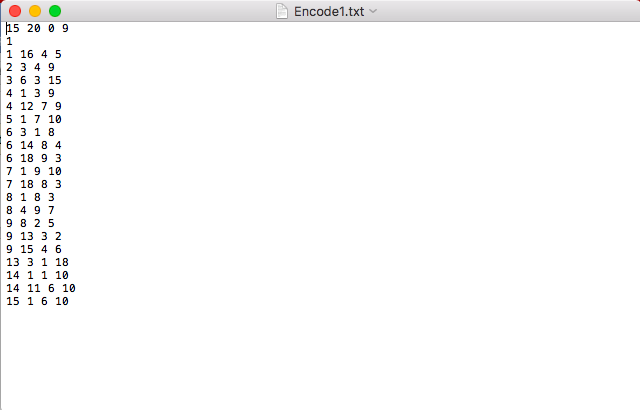 Encode1.txt
15 20 0 9
1
1 16 4 5
2 3 4 9
3 6 3 15
4 1 3 9
4 12 7 9
5 1 7 10
6 3 1 8
6 14 8 4
6 18 9 3
7 1 9 10
7 18 8 3
8 1 8 3
8 4 9 7
9 8 2 5
9 13 3 2
9 15 4 6
13 3 1 18
14 1 1 10
14 11 6 10
15 1 6 10